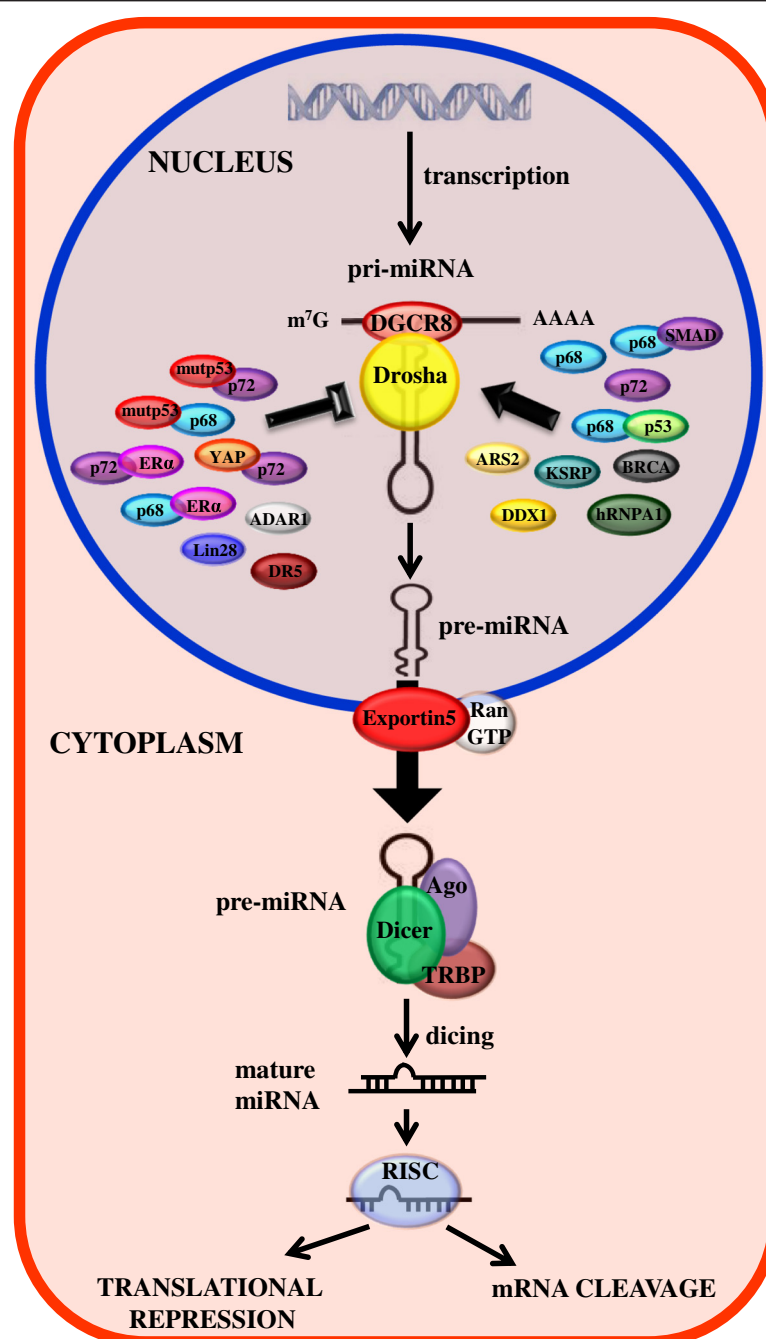 NUCLEUS
transcription
pri-miRNA
m⁷G
DGCR8
AAAA
Drosha
mutp53
p72
mutp53
p68
p72
ERα
YAP
p72
p68
ERα
ADAR1
Lin28
DR5
p68
p68
SMAD
p72
p68
p53
ARS2
KSRP
BRCA
DDX1
hRNPA1
pre-miRNA
Exportin5
Ran
GTP
CYTOPLASM
pre-miRNA
Ago
Dicer
TRBP
dicing
mature
miRNA
RISC
TRANSLATIONAL
REPRESSION
mRNA CLEAVAGE